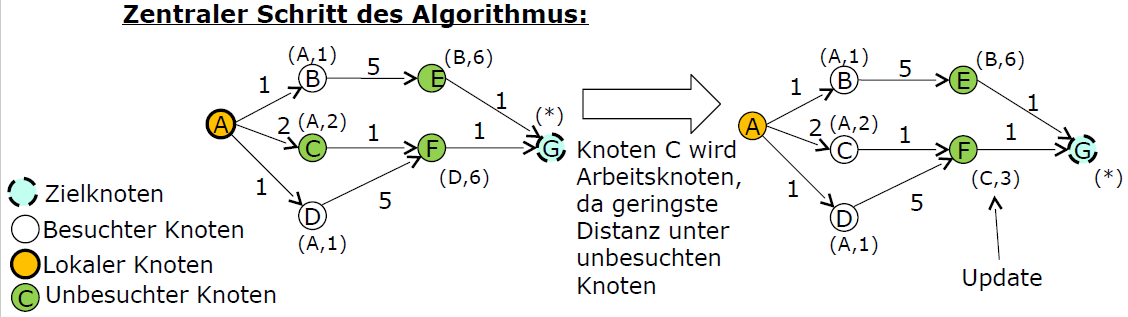 Zentraler Schritt des Algorithmus:
(A,1)
B
5
(B,6)
E
1
1
(*)
A
2
(A,2)
C
1
F
1
G
(D,6)
1
5
D
(A,1)
Zielknoten
Besuchter Knoten
Lokaler Knoten
C
Unbesuchter Knoten
Knoten C wird
Arbeitsknoten,
da geringste
Distanz unter
unbesuchten
Knoten
(A,1)
B
5
(B,6)
E
1
1
A
2
(A,2)
C
1
F
1
G
(*)
(C,3)
1
5
D
(A,1)
Update